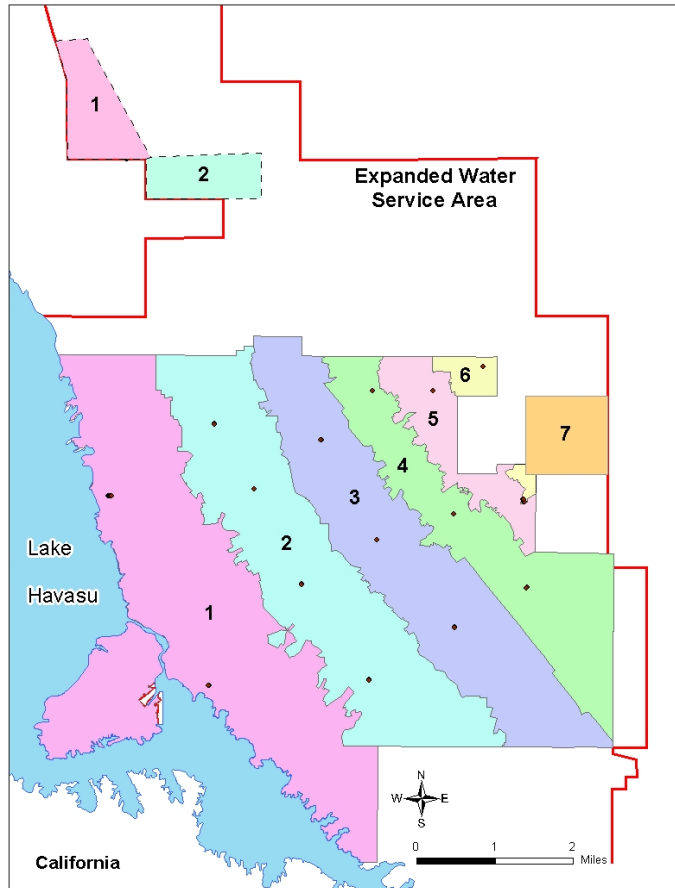 1
2
Expanded Water
Service Area
6
5
7
4
3
2
1
Lake
Havasu
N
W E
S
0 1 2
Miles
California